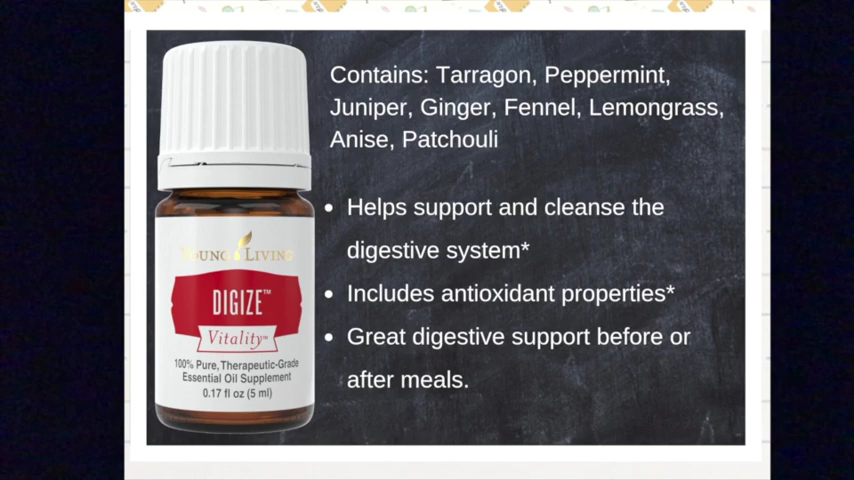 Contains: Tarragon, Peppermint,
Juniper, Ginger, Fennel, Lemongrass,
Anise, Patchouli
• Helps support and cleanse the
digestive system*
• Includes antioxidant properties*
• Great digestive support before or
after meals.
YOUNG LIVING
DIGIZE™
Vitality™
100% Pure, Therapeutic-Grade
Essential Oil Supplement
0.17 fl oz (5 ml)